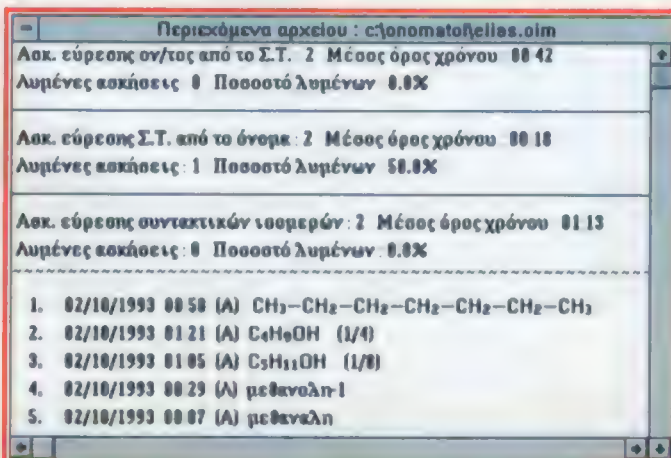 Περιεχόμενα αρχείου : c:\onomatol\elias.oim
Ασκ. εύρεσης ον/τος από το Σ.Τ. 2 Μέσος όρος χρόνου 00:42
Λυμένες ασκήσεις 0 Ποσοστό λυμένων 0.0%
Ασκ. εύρεσης Σ.Τ. από το όνομα : 2 Μέσος όρος χρόνου 00:18
Λυμένες ασκήσεις : 1 Ποσοστό λυμένων 50.0%
Ασκ. εύρεσης συντακτικών ισομερών : 2 Μέσος όρος χρόνου 01:13
Λυμένες ασκήσεις : 0 Ποσοστό λυμένων 0.0%
1. 02/10/1993 00:58 (A) CH₃–CH₂–CH₂–CH₂–CH₂–CH₂–CH₃
2. 02/10/1993 01:21 (A) C₄H₉OH (1/4)
3. 02/10/1993 01:05 (A) C₅H₁₁OH (1/8)
4. 02/10/1993 00:29 (Λ) μεθανολη-1
5. 02/10/1993 00:07 (A) μεθαναλη